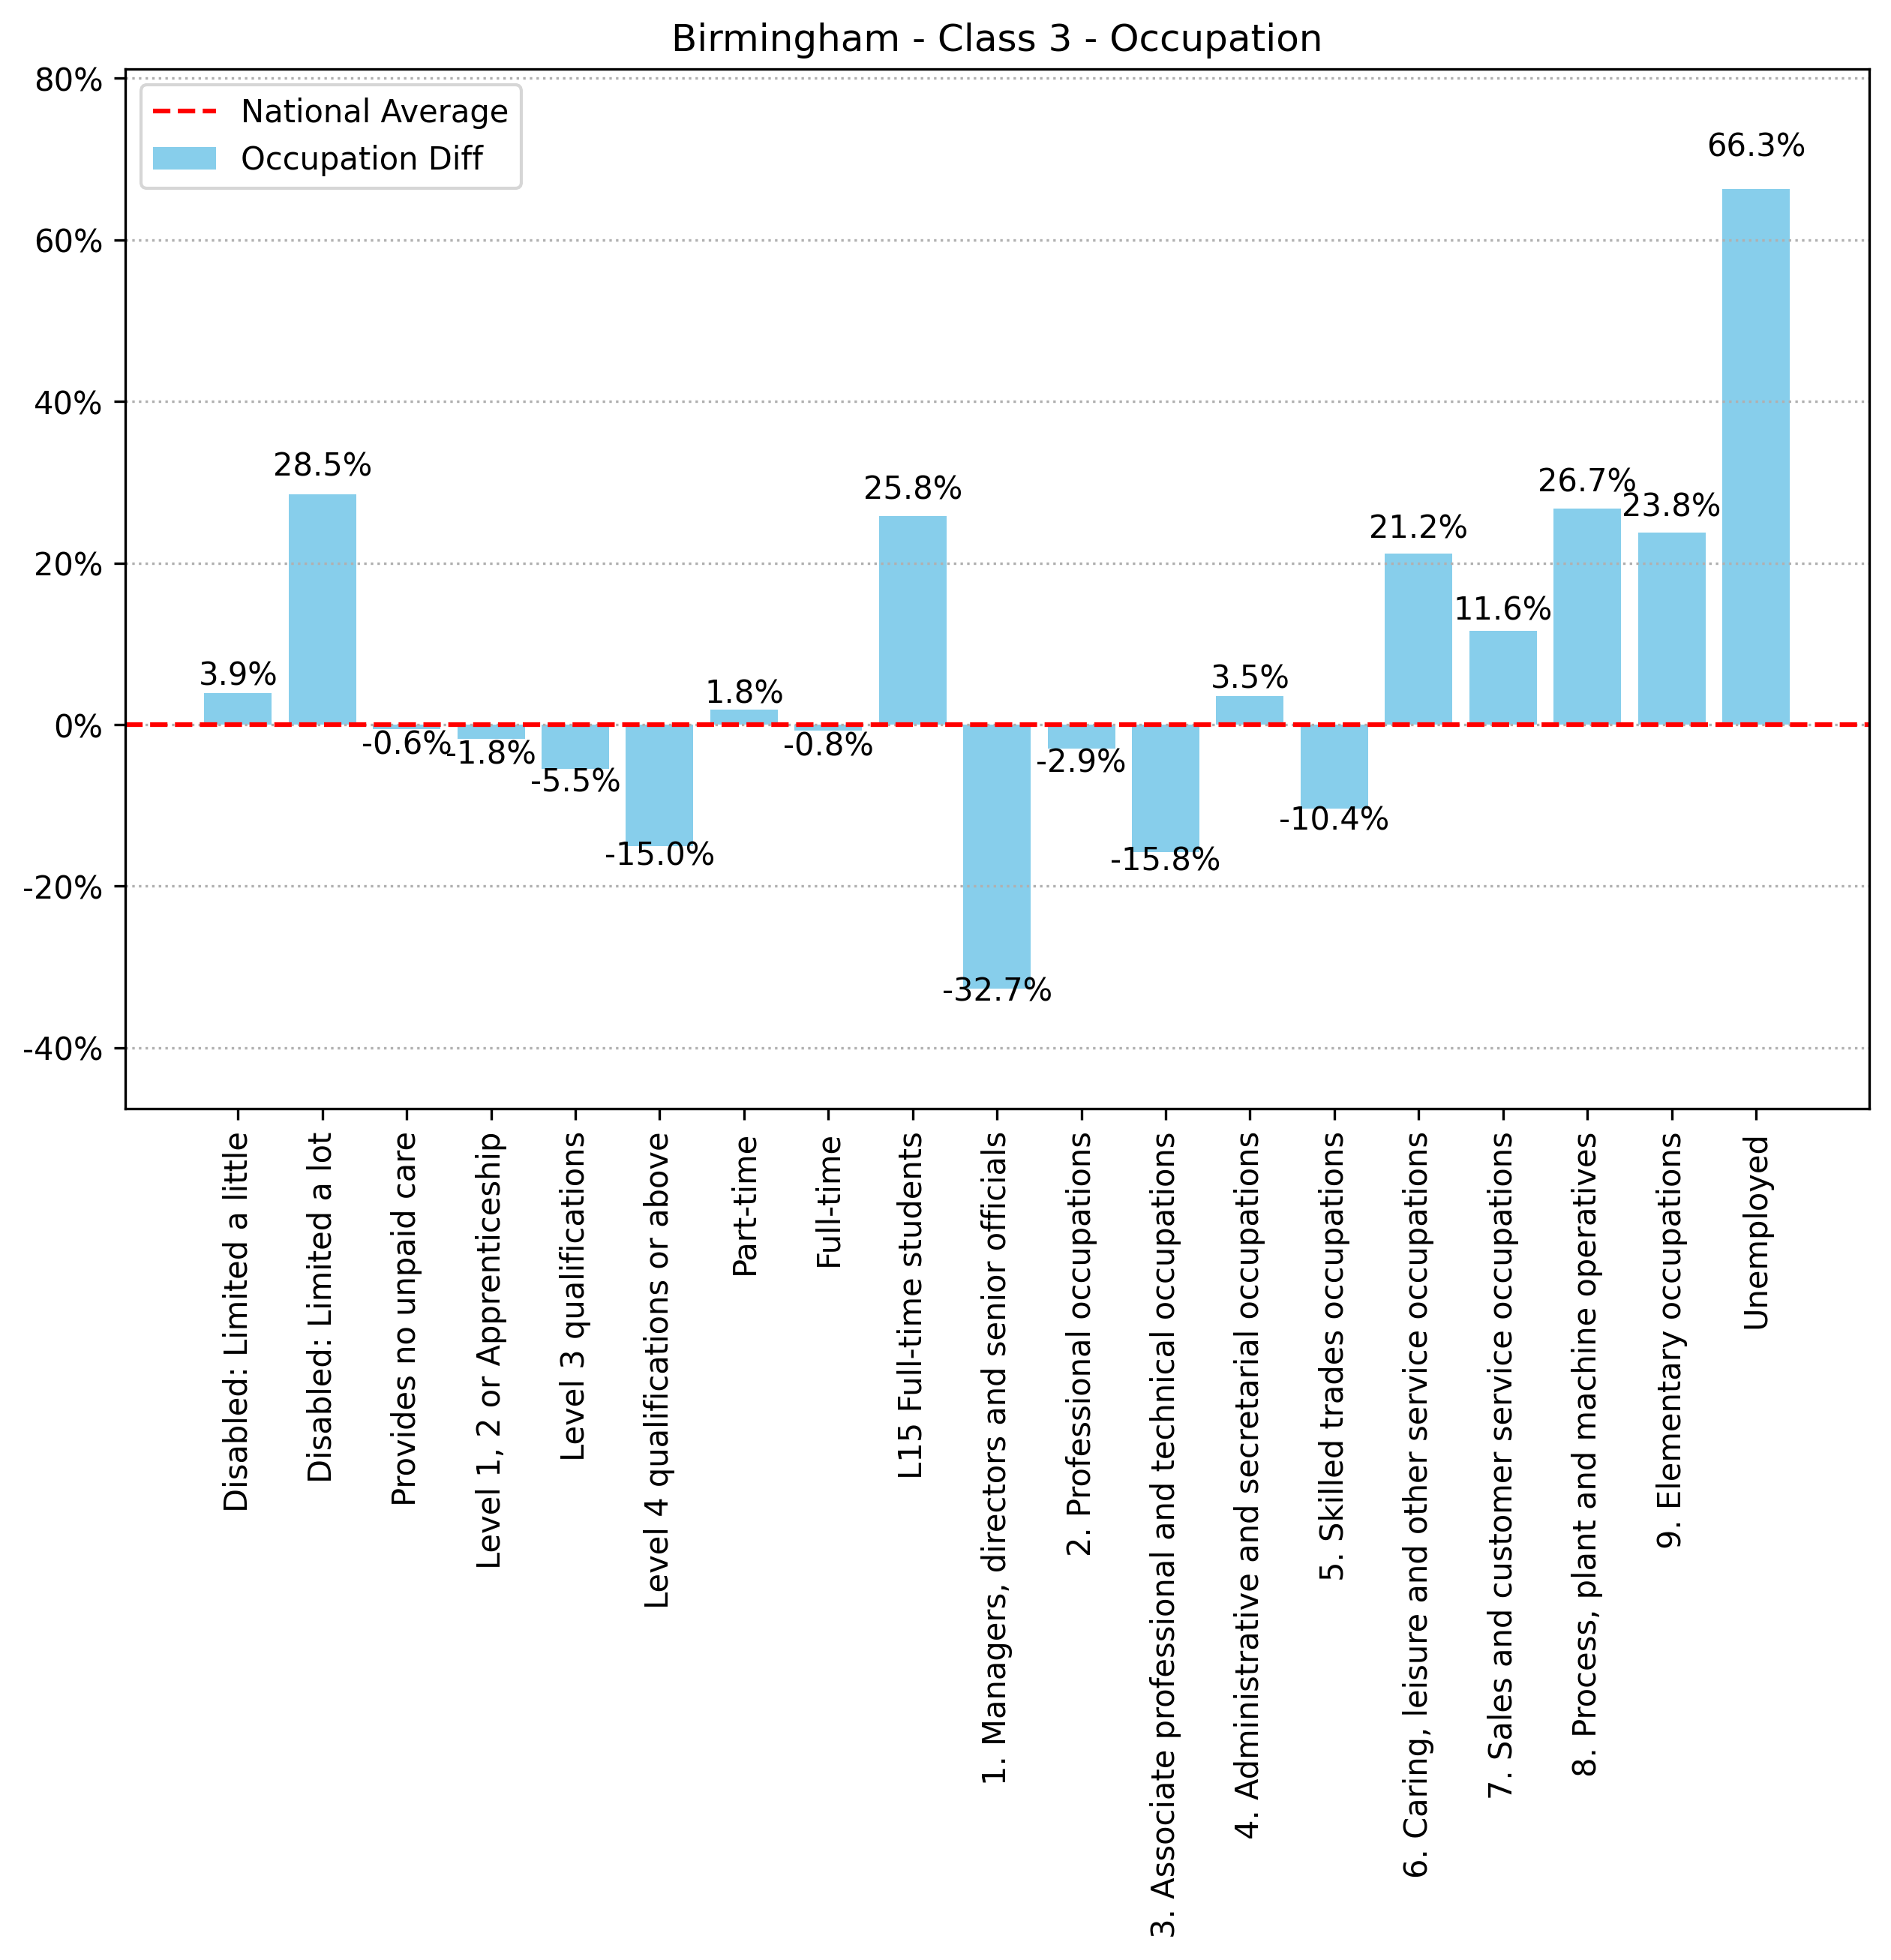 Birmingham - Class 3 - Occupation
80%
60%
40%
20%
0%
-20%
-40%
National Average
Occupation Diff
3.9%
28.5%
-0.6%
-1.8%
-5.5%
-15.0%
1.8%
-0.8%
25.8%
-32.7%
-2.9%
-15.8%
3.5%
-10.4%
21.2%
11.6%
26.7%
23.8%
66.3%
Disabled: Limited a little
Disabled: Limited a lot
Provides no unpaid care
Level 1, 2 or Apprenticeship
Level 3 qualifications
Level 4 qualifications or above
Part-time
Full-time
L15 Full-time students
1. Managers, directors and senior officials
2. Professional occupations
3. Associate professional and technical occupations
4. Administrative and secretarial occupations
5. Skilled trades occupations
6. Caring, leisure and other service occupations
7. Sales and customer service occupations
8. Process, plant and machine operatives
9. Elementary occupations
Unemployed